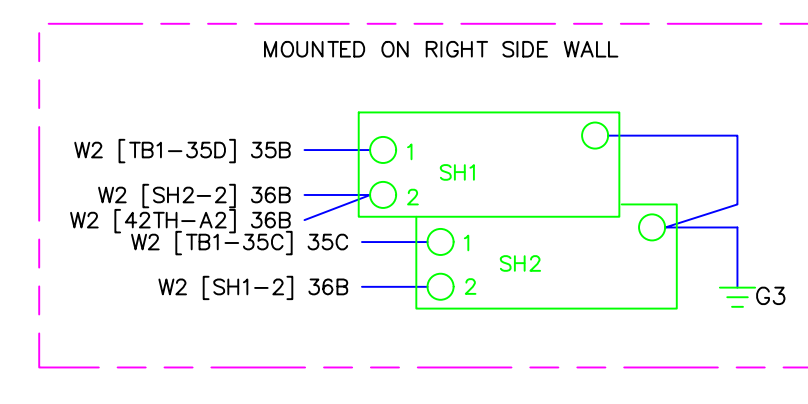 MOUNTED ON RIGHT SIDE WALL
W2 [TB1-35D] 35B 1
SH1
W2 [SH2-2] 36B 2
W2 [42TH-A2] 36B
W2 [TB1-35C] 35C 1
SH2
W2 [SH1-2] 36B 2
G3